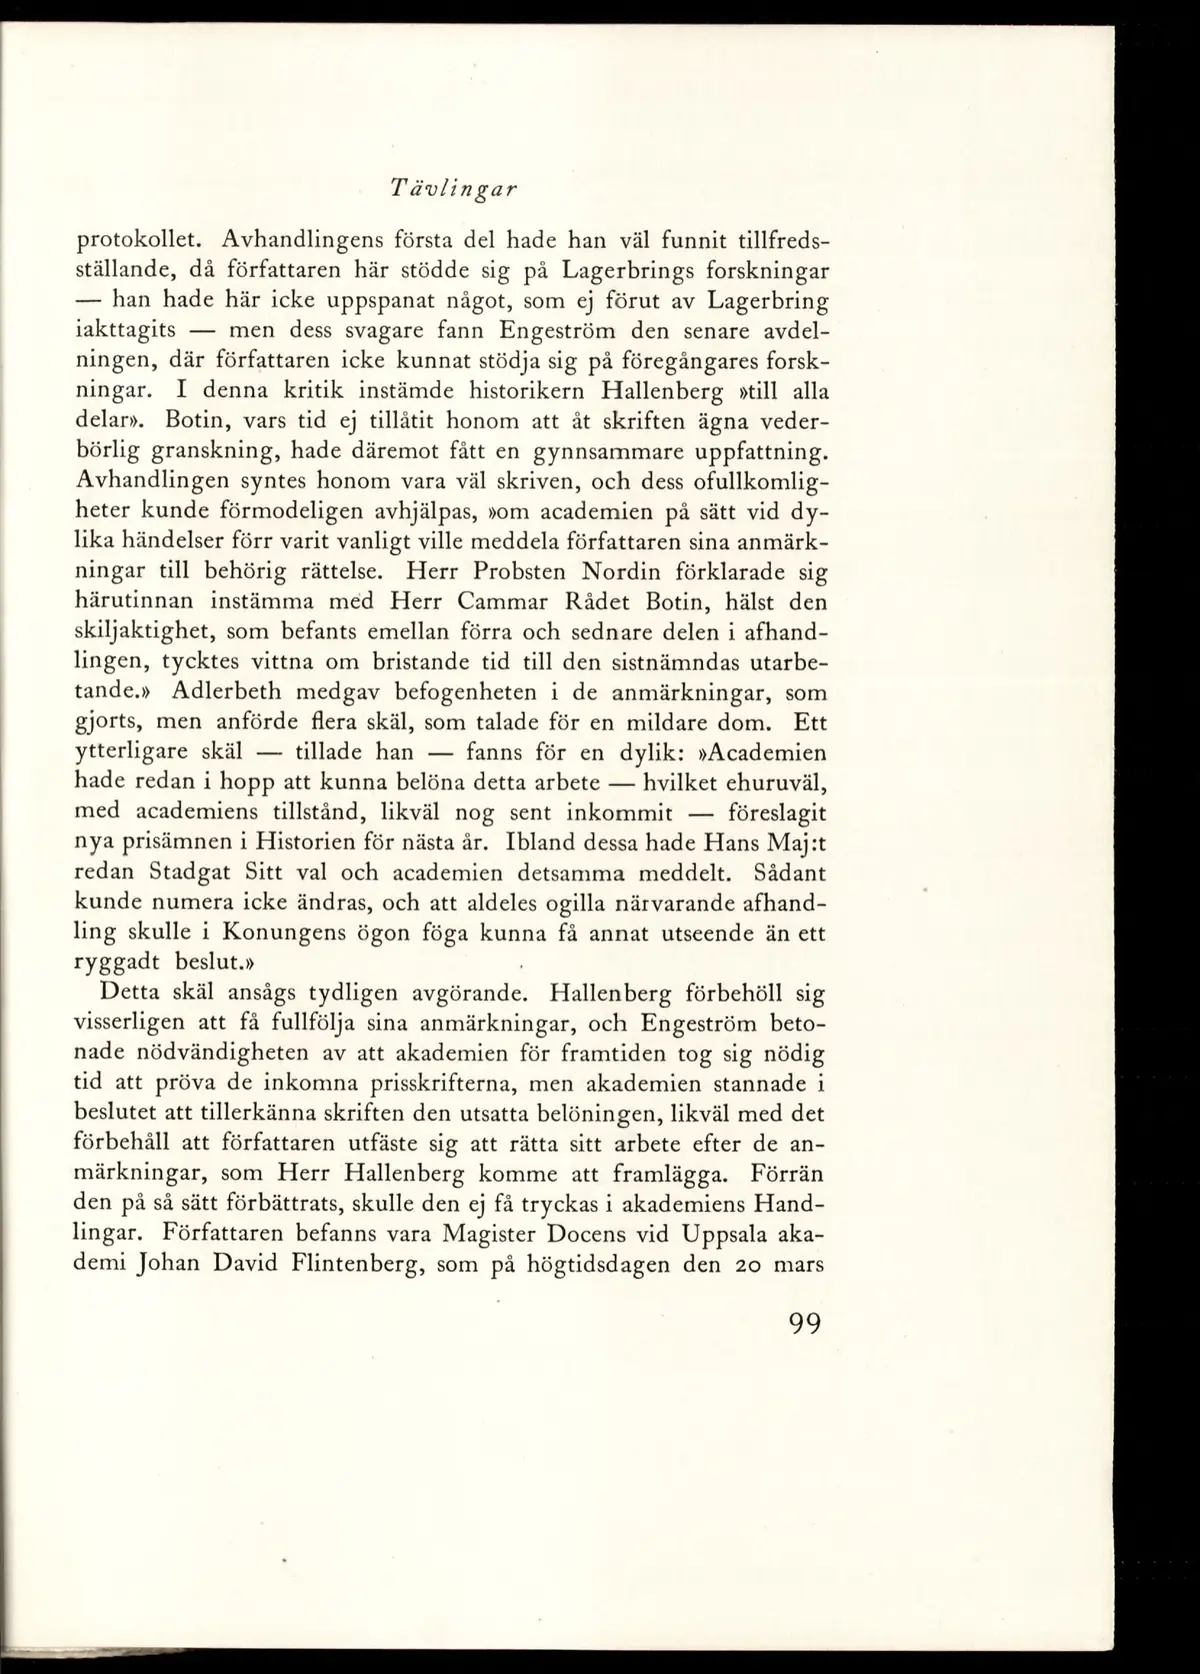 Tävlingar
protokollet. Avhandlingens första del hade han väl funnit tillfreds-
ställande, då författaren här stödde sig på Lagerbrings forskningar
— han hade här icke uppspanat något, som ej förut av Lagerbring
iakttagits — men dess svagare fann Engeström den senare avdel-
ningen, där författaren icke kunnat stödja sig på föregångares forsk-
ningar. I denna kritik instämde historikern Hallenberg »till alla
delar». Botin, vars tid ej tillåtit honom att åt skriften ägna veder-
börlig granskning, hade däremot fått en gynnsammare uppfattning.
Avhandlingen syntes honom vara väl skriven, och dess ofullkomlig-
heter kunde förmodeligen avhjälpas, »om academien på sätt vid dy-
lika händelser förr varit vanligt ville meddela författaren sina anmärk-
ningar till behörig rättelse. Herr Probsten Nordin förklarade sig
härutinnan instämma med Herr Cammar Rådet Botin, hälst den
skiljaktighet, som befants emellan förra och sednare delen i afhand-
lingen, tycktes vittna om bristande tid till den sistnämndas utarbe-
tande.» Adlerbeth medgav befogenheten i de anmärkningar, som
gjorts, men anförde flera skäl, som talade för en mildare dom. Ett
ytterligare skäl — tillade han — fanns för en dylik: »Academien
hade redan i hopp att kunna belöna detta arbete — hvilket ehuruväl,
med academiens tillstånd, likväl nog sent inkommit — föreslagit
nya prisämnen i Historien för nästa år. Ibland dessa hade Hans Maj:t
redan Stadgat Sitt val och academien detsamma meddelt. Sådant
kunde numera icke ändras, och att aldeles ogilla närvarande afhand-
ling skulle i Konungens ögon föga kunna få annat utseende än ett
ryggadt beslut.»
Detta skäl ansågs tydligen avgörande. Hallenberg förbehöll sig
visserligen att få fullfölja sina anmärkningar, och Engeström beto-
nade nödvändigheten av att akademien för framtiden tog sig nödig
tid att pröva de inkomna prisskrifterna, men akademien stannade i
beslutet att tillerkänna skriften den utsatta belöningen, likväl med det
förbehåll att författaren utfäste sig att rätta sitt arbete efter de an-
märkningar, som Herr Hallenberg komme att framlägga. Förrän
den på så sätt förbättrats, skulle den ej få tryckas i akademiens Hand-
lingar. Författaren befanns vara Magister Docens vid Uppsala aka-
demi Johan David Flintenberg, som på högtidsdagen den 20 mars
99